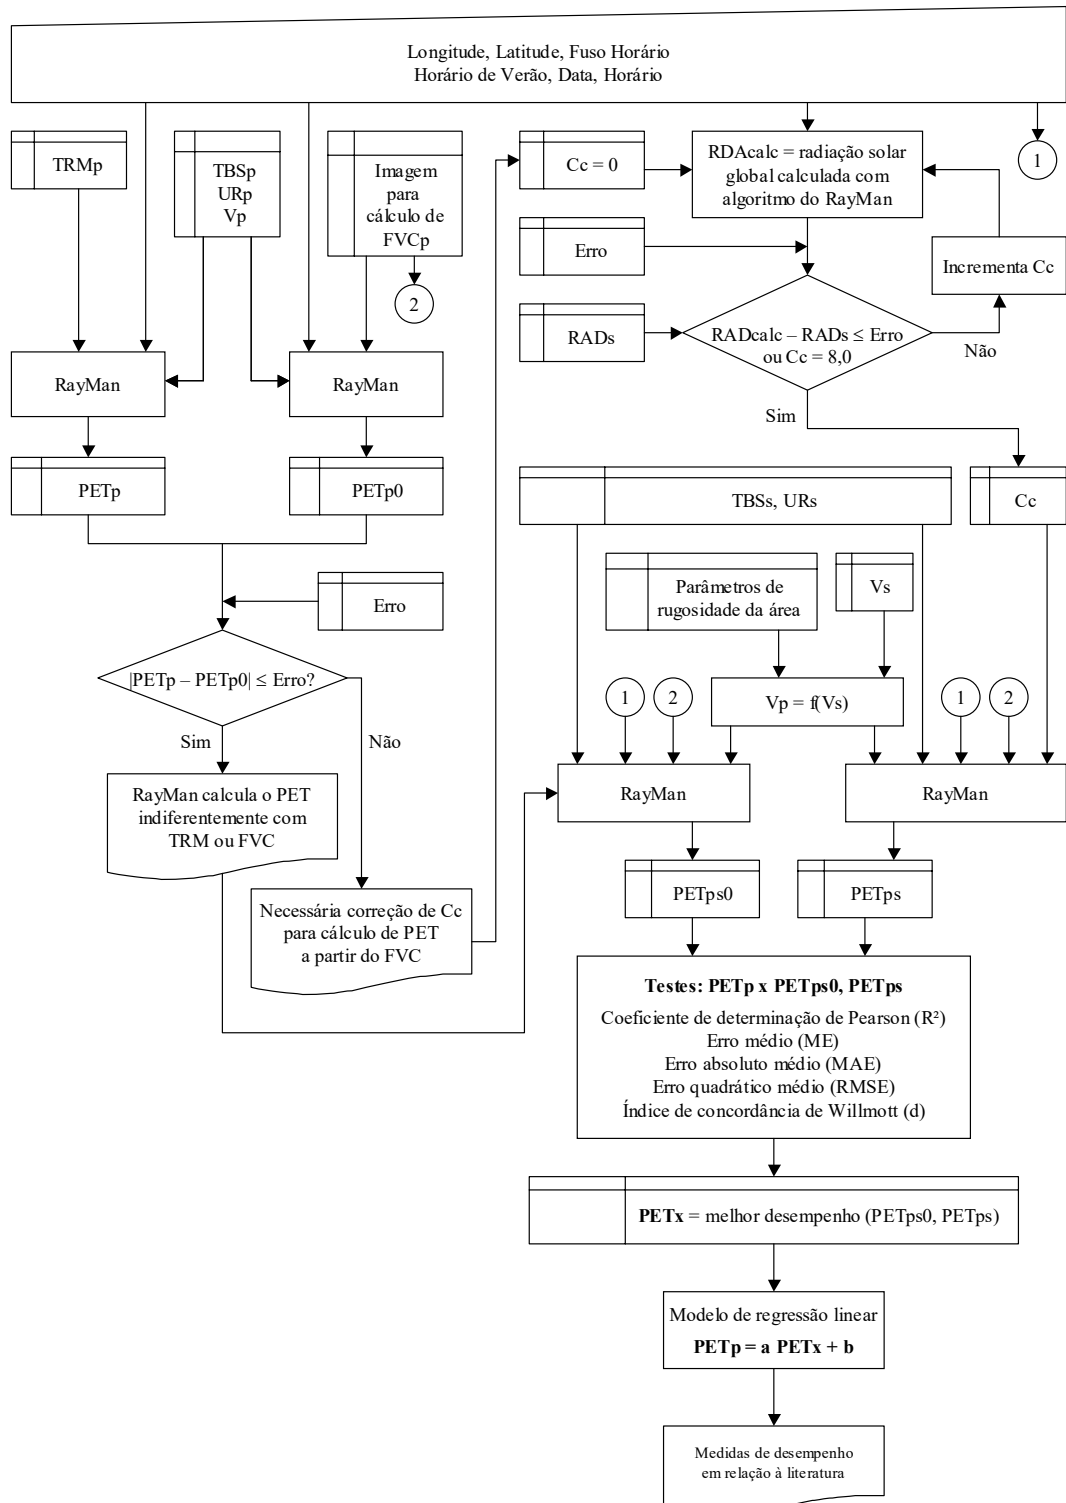 Longitude, Latitude, Fuso Horário
Horário de Verão, Data, Horário
TRMp
TBSp
URp
Vp
Imagem
para
cálculo de
FVCp
2
Cc = 0
RDAcalc = radiação solar
global calculada com
algoritmo do RayMan
1
Erro
Incrementa Cc
RADs
RADcalc – RADs ≤ Erro
ou Cc = 8,0
Não
Sim
RayMan
RayMan
PETp
PETp0
TBSs, URs
Cc
Erro
Parâmetros de
rugosidade da área
Vs
|PETp – PETp0| ≤ Erro?
Sim
Não
1
2
Vp = f(Vs)
1
2
RayMan calcula o PET
indiferentemente com
TRM ou FVC
RayMan
RayMan
Necessária correção de Cc
para cálculo de PET
a partir do FVC
PETps0
PETps
Testes: PETp x PETps0, PETps
Coeficiente de determinação de Pearson (R²)
Erro médio (ME)
Erro absoluto médio (MAE)
Erro quadrático médio (RMSE)
Índice de concordância de Willmott (d)
PETx = melhor desempenho (PETps0, PETps)
Modelo de regressão linear
PETp = a PETx + b
Medidas de desempenho
em relação à literatura